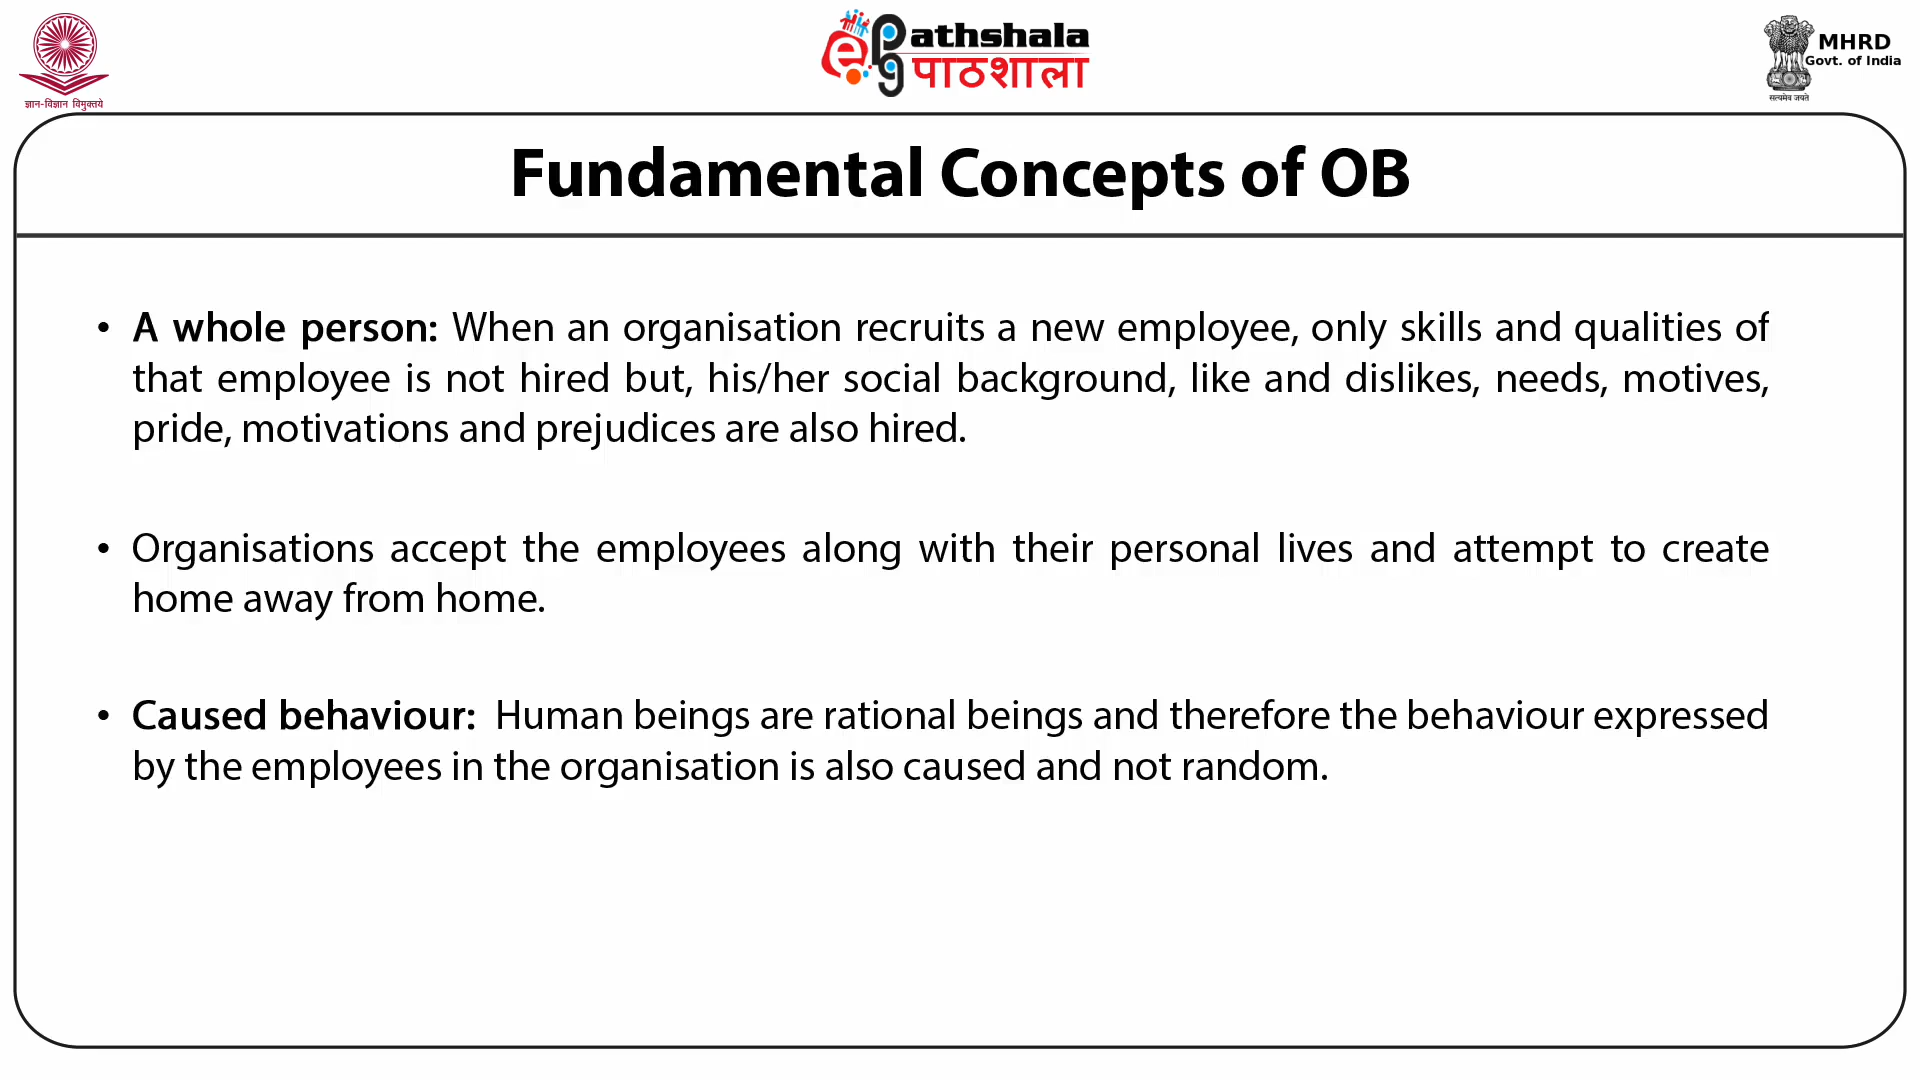 ज्ञान-विज्ञान विमुक्तये
e Pg
athshala
पाठशाला
MHRD
Govt. of India
सत्यमेव जयते
Fundamental Concepts of OB
• A whole person: When an organisation recruits a new employee, only skills and qualities of
that employee is not hired but, his/her social background, like and dislikes, needs, motives,
pride, motivations and prejudices are also hired.
• Organisations accept the employees along with their personal lives and attempt to create
home away from home.
• Caused behaviour: Human beings are rational beings and therefore the behaviour expressed
by the employees in the organisation is also caused and not random.